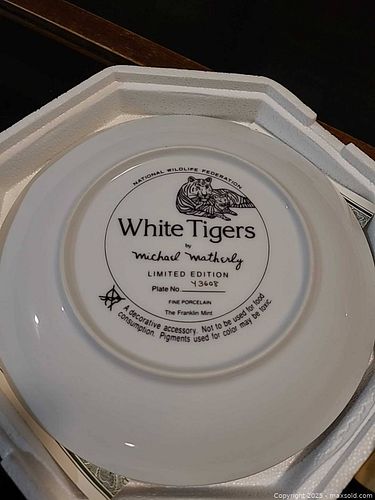 NATIONAL WILDLIFE FEDERATION
White Tigers
by
Michael Matherly
LIMITED EDITION
Plate No. 43608
FINE PORCELAIN
The Franklin Mint
A decorative accessory. Not to be used for food
consumption. Pigments used for color may be toxic.
Copyright 2025 - maxsold.com